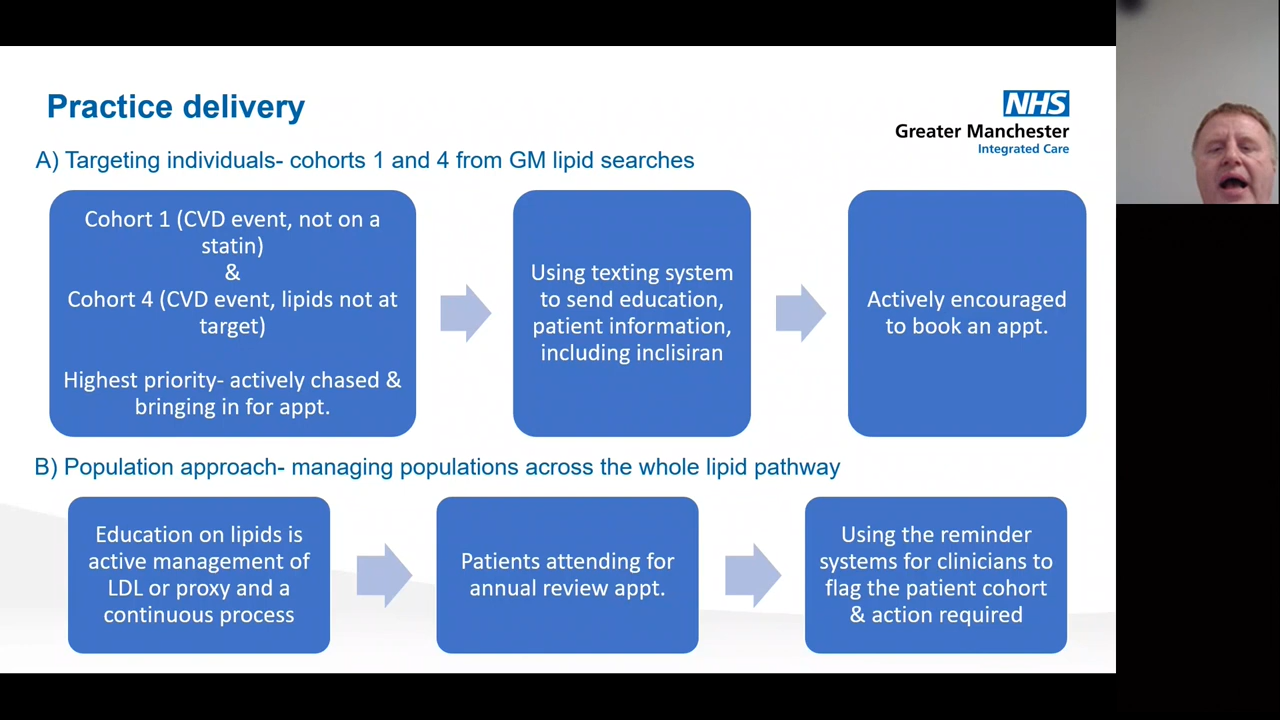 Practice delivery
NHS
Greater Manchester
Integrated Care
A) Targeting individuals- cohorts 1 and 4 from GM lipid searches
Cohort 1 (CVD event, not on a
statin)
&
Cohort 4 (CVD event, lipids not at
target)
Highest priority- actively chased &
bringing in for appt.
Using texting system
to send education,
patient information,
including inclisiran
Actively encouraged
to book an appt.
B) Population approach- managing populations across the whole lipid pathway
Education on lipids is
active management of
LDL or proxy and a
continuous process
Patients attending for
annual review appt.
Using the reminder
systems for clinicians to
flag the patient cohort
& action required